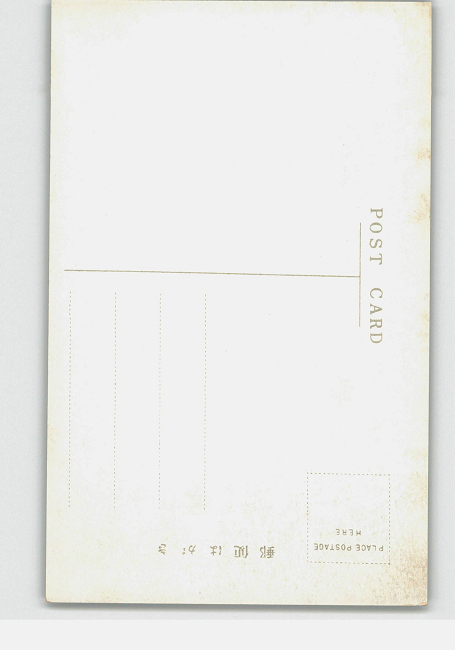 POST CARD
PLACE POSTAGE
HERE
郵便はがき